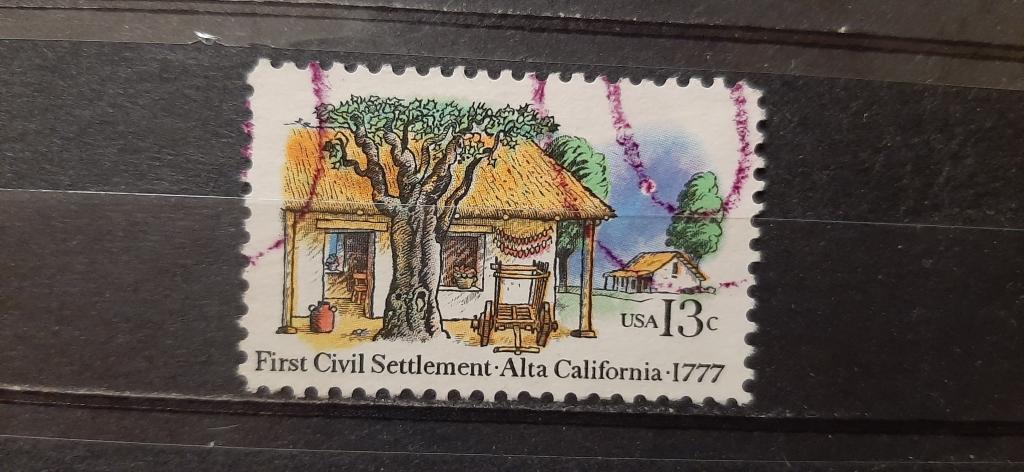 USA 13c
First Civil Settlement·Alta California·1777